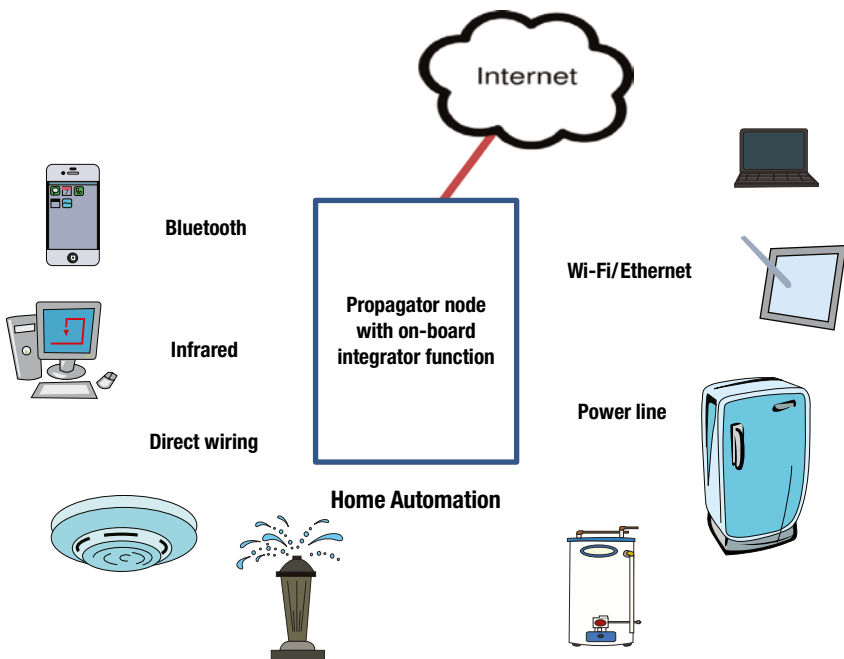 Internet
Bluetooth
Wi-Fi/Ethernet
Propagator node
with on-board
integrator function
Infrared
Power line
Direct wiring
Home Automation